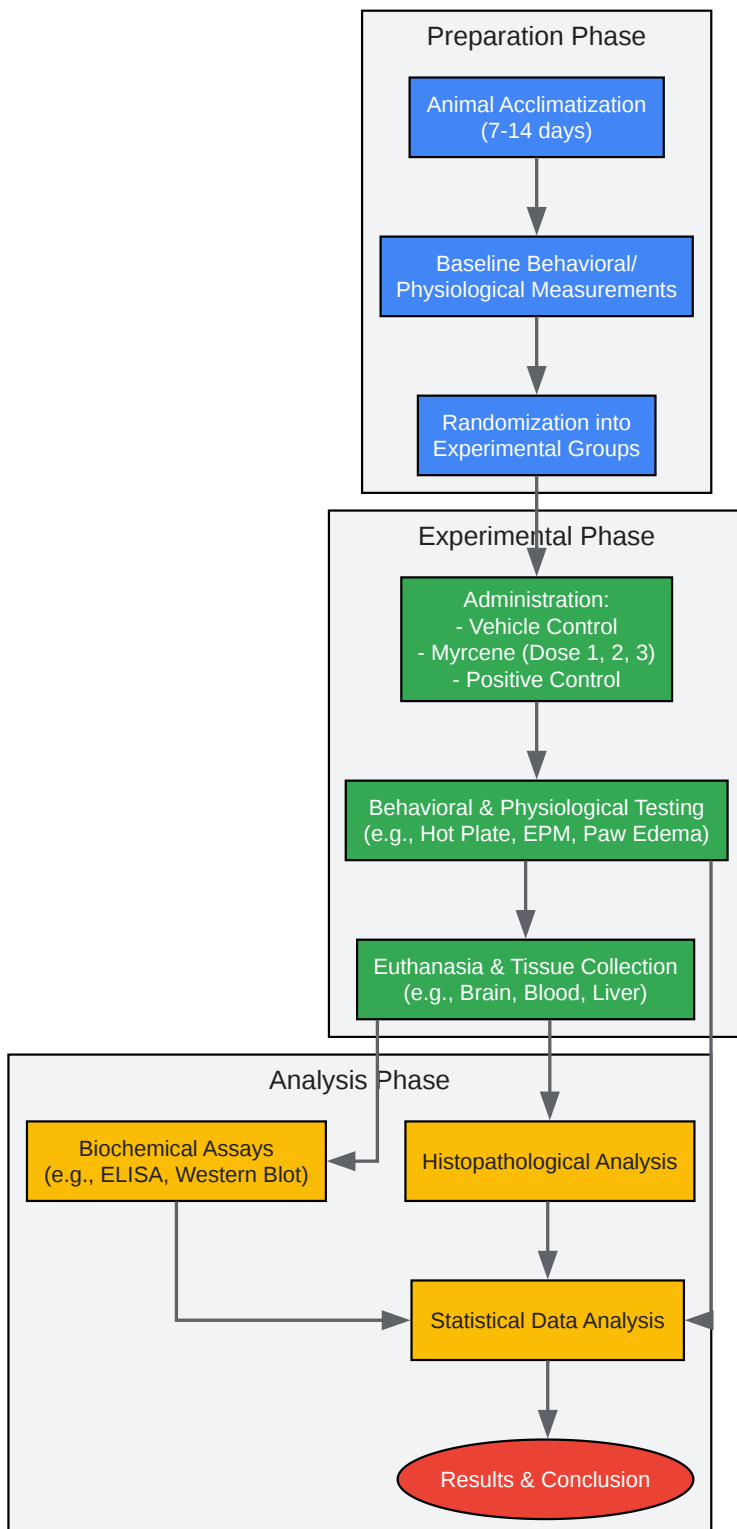 Preparation Phase
Animal Acclimatization
(7-14 days)
Baseline Behavioral/
Physiological Measurements
Randomization into
Experimental Groups
Experimental Phase
Administration:
- Vehicle Control
- Myrcene (Dose 1, 2, 3)
- Positive Control
Behavioral & Physiological Testing
(e.g., Hot Plate, EPM, Paw Edema)
Euthanasia & Tissue Collection
(e.g., Brain, Blood, Liver)
Analysis Phase
Biochemical Assays
(e.g., ELISA, Western Blot)
Histopathological Analysis
Statistical Data Analysis
Results & Conclusion